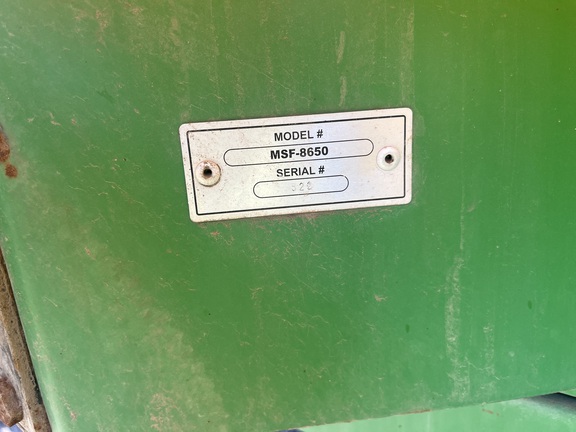 MODEL #
MSF-8650
SERIAL #